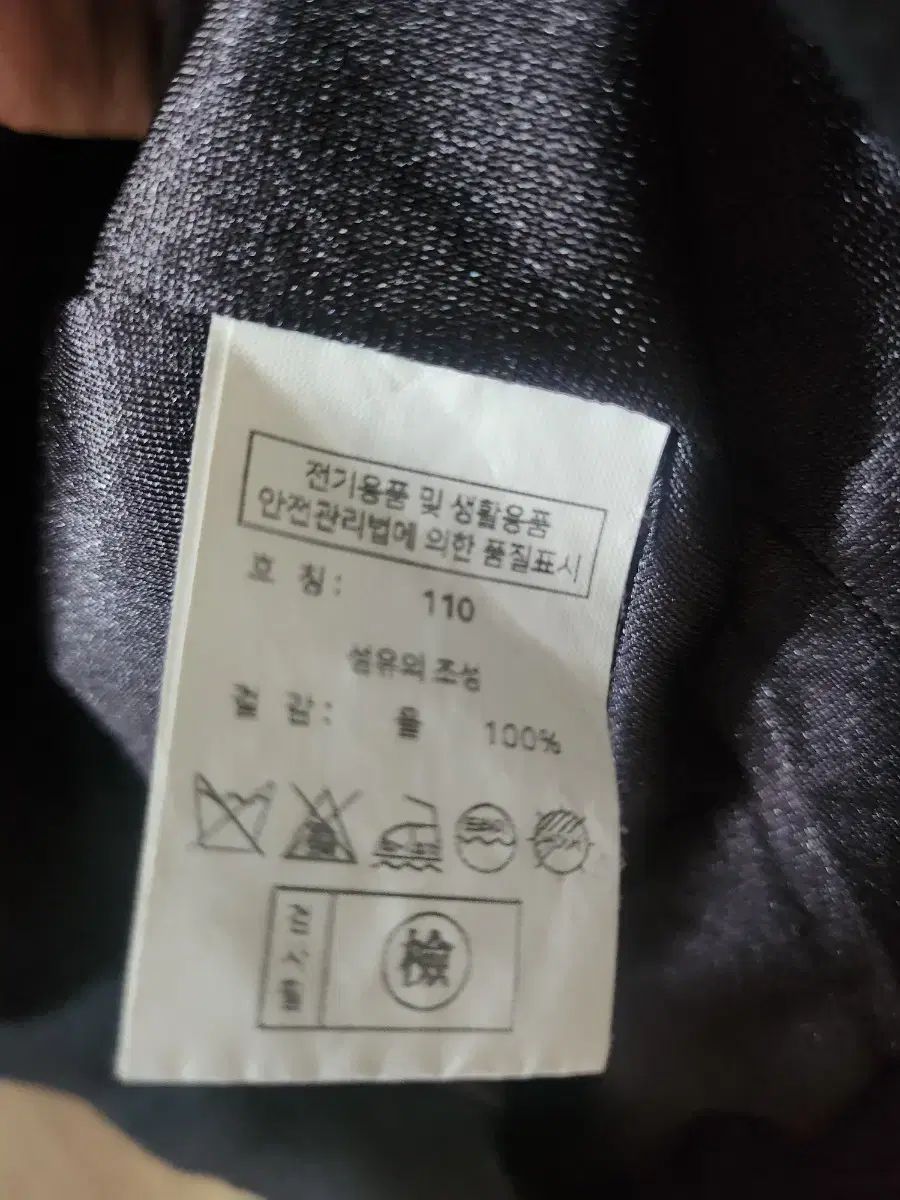 전기용품 및 생활용품
안전관리법에 의한 품질표시
호 칭: 110
섬유의 조성
겉 감: 울 100%
검사필
檢